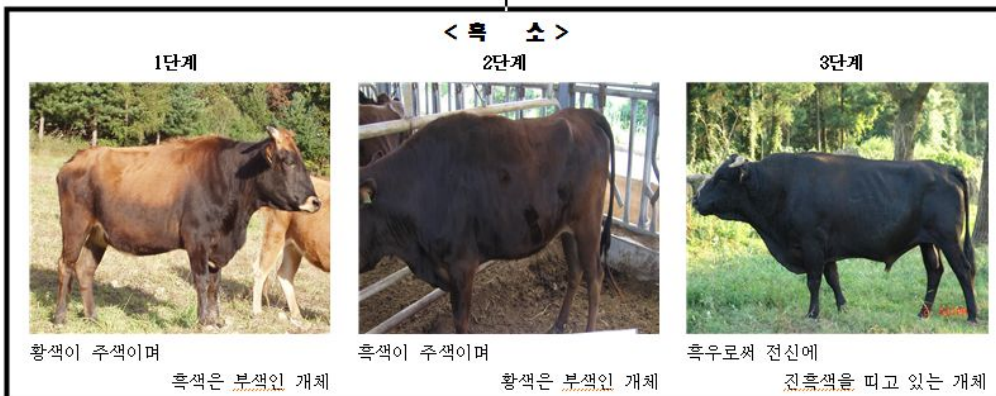 < 흑 소 >
1단계
2단계
3단계
황색이 주색이며
흑색은 부색인 개체
흑색이 주색이며
황색은 부색인 개체
흑우로써 전신에
진흑색을 띠고 있는 개체